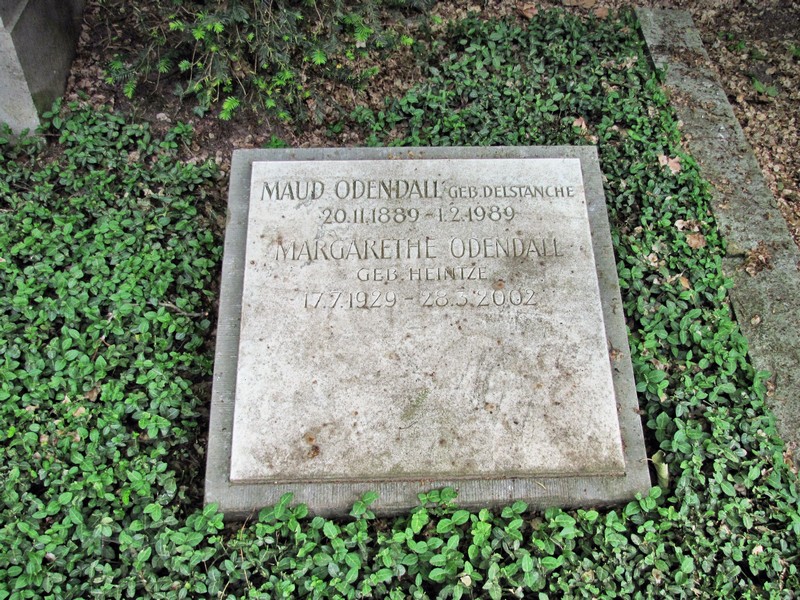 MAUD ODENDALL GEB. DELSTANCHE
20.11.1889 - 1.2.1989
MARGARETHE ODENDALL
GEB. HEINTZE
17.7.1929 - 28.3.2002